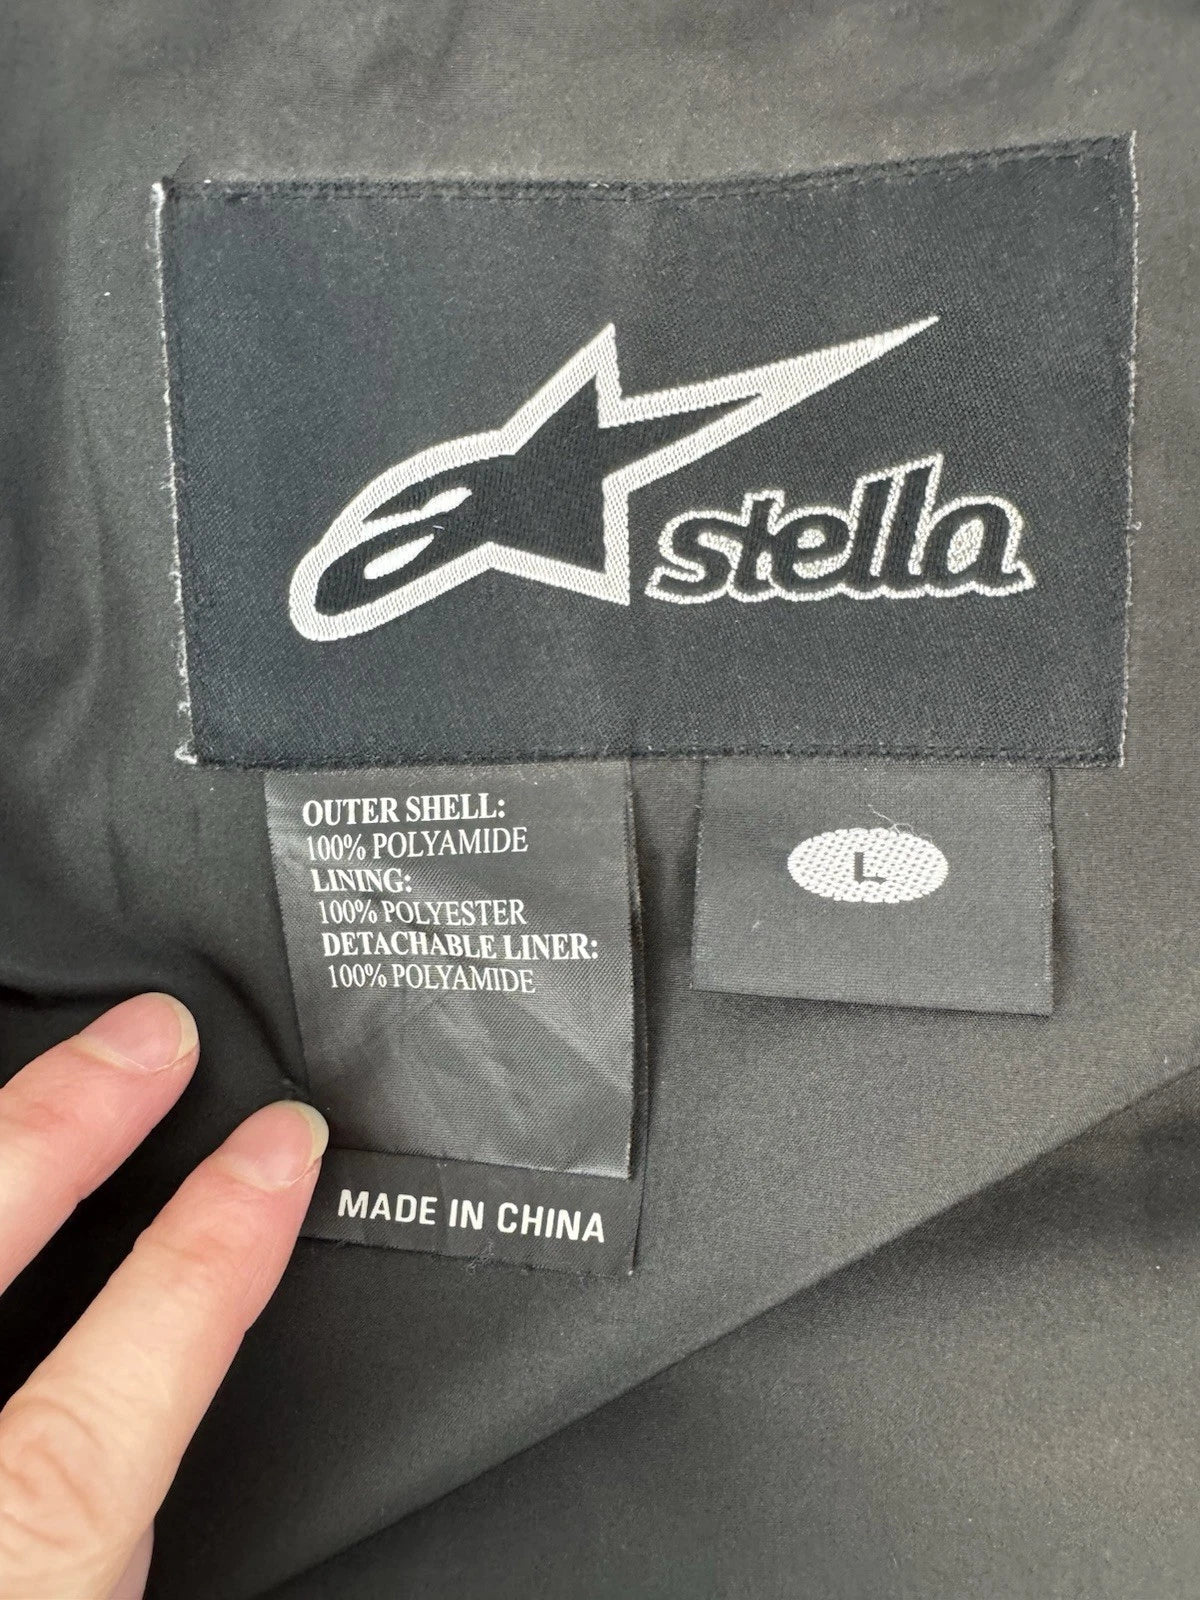 stella
OUTER SHELL:
100% POLYAMIDE
LINING:
100% POLYESTER
DETACHABLE LINER:
100% POLYAMIDE
L
MADE IN CHINA